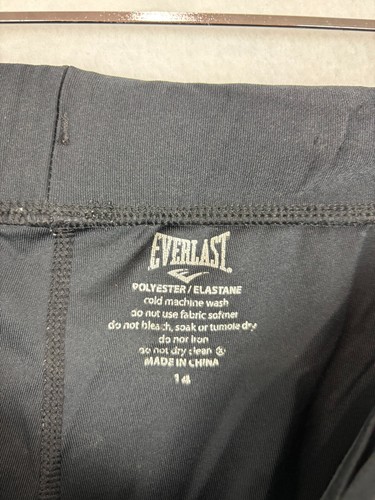 EVERLAST
POLYESTER/ELASTANE
cold machine wash
do not use fabric softner
do not bleach, soak or tumble dry
do not iron
do not dry clean ®
MADE IN CHINA
14